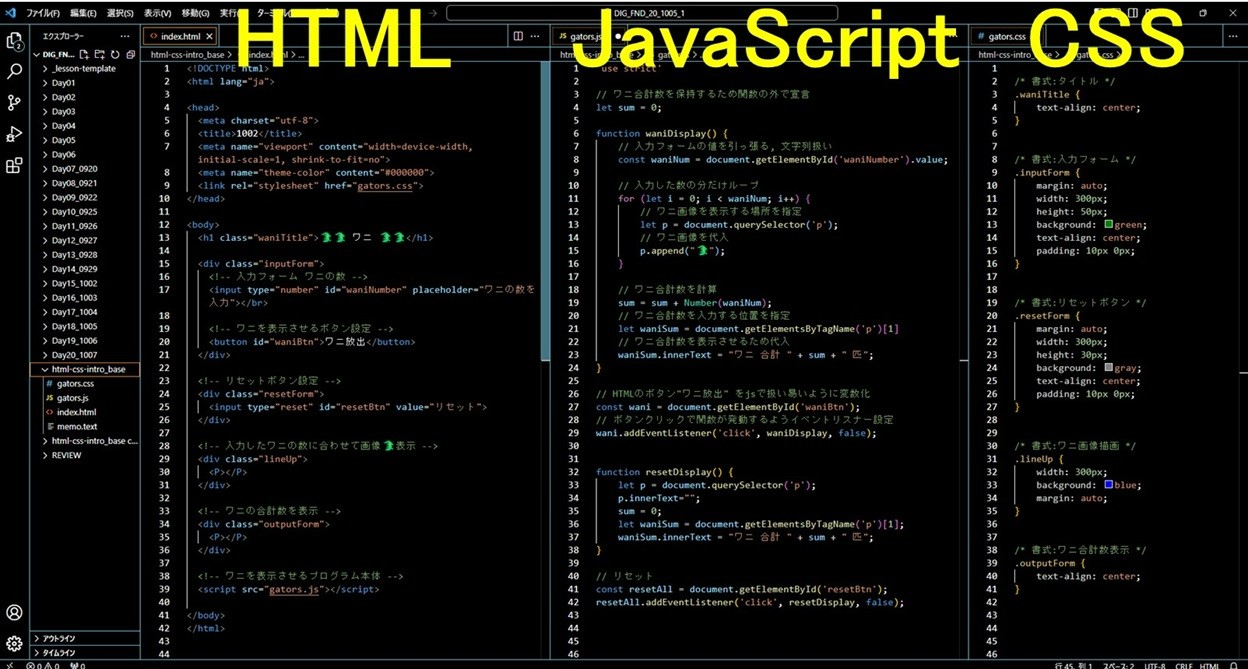 ファイル(F) 編集(E) 選択(S) 表示(V) 移動(G) 実行
DIG_FND_20_1005_1
HTML
JavaScript
CSS
エクスプローラー
DIG_FN...
_lesson-template
Day01
Day02
Day03
Day04
Day05
Day06
Day07_0920
Day08_0921
Day09_0922
Day10_0925
Day11_0926
Day12_0927
Day13_0928
Day14_0929
Day15_1002
Day16_1003
Day17_1004
Day18_1005
Day19_1006
Day20_1007
html-css-intro_base
gators.css
gators.js
index.html
memo.text
html-css-intro_base c...
REVIEW
アウトライン
タイムライン
index.html
html-css-intro_base > index.html > ...
1 <!DOCTYPE html>
2 <html lang="ja">
3
4 <head>
5 <meta charset="utf-8">
6 <title>1002</title>
7 <meta name="viewport" content="width=device-width,
initial-scale=1, shrink-to-fit=no">
8 <meta name="theme-color" content="#000000">
9 <link rel="stylesheet" href="gators.css">
10 </head>
11
12 <body>
13 <h1 class="waniTitle">🐊🐊 ワニ 🐊🐊</h1>
14
15 <div class="inputForm">
16 <!-- 入力フォーム ワニの数 -->
17 <input type="number" id="waniNumber" placeholder="ワニの数を
入力"></br>
18
19 <!-- ワニを表示させるボタン設定 -->
20 <button id="waniBtn">ワニ放出</button>
21 </div>
22
23 <!-- リセットボタン設定 -->
24 <div class="resetForm">
25 <input type="reset" id="resetBtn" value="リセット">
26 </div>
27
28 <!-- 入力したワニの数に合わせて画像🐊表示 -->
29 <div class="lineUp">
30 <P></P>
31 </div>
32
33 <!-- ワニの合計数を表示 -->
34 <div class="outputForm">
35 <P></P>
36 </div>
37
38 <!-- ワニを表示させるプログラム本体 -->
39 <script src="gators.js"></script>
40
41 </body>
42 </html>
43
44
gators.js
1 'use strict'
2
3 // ワニ合計数を保持するため関数の外で宣言
4 let sum = 0;
5
6 function waniDisplay() {
7 // 入力フォームの値を引っ張る, 文字列扱い
8 const waniNum = document.getElementById('waniNumber').value;
9
10 // 入力した数の分だけループ
11 for (let i = 0; i < waniNum; i++) {
12 // ワニ画像を表示する場所を指定
13 let p = document.querySelector('p');
14 // ワニ画像を代入
15 p.append("🐊");
16 }
17
18 // ワニ合計数を計算
19 sum = sum + Number(waniNum);
20 // ワニ合計数を入力する位置を指定
21 let waniSum = document.getElementsByTagName('p')[1]
22 // ワニ合計数を表示させるため代入
23 waniSum.innerText = "ワニ 合計 " + sum + " 匹";
24 }
25
26 // HTMLのボタン"ワニ放出" をjsで扱い易いように変数化
27 const wani = document.getElementById('waniBtn');
28 // ボタンクリックで関数が発動するようイベントリスナー設定
29 wani.addEventListener('click', waniDisplay, false);
30
31
32 function resetDisplay() {
33 let p = document.querySelector('p');
34 p.innerText="";
35 sum = 0;
36 let waniSum = document.getElementsByTagName('p')[1];
37 waniSum.innerText = "ワニ 合計 " + sum + " 匹";
38 }
39
40 // リセット
41 const resetAll = document.getElementById('resetBtn');
42 resetAll.addEventListener('click', resetDisplay, false);
43
44
45
46
gators.css
1
2 /* 書式:タイトル */
3 .waniTitle {
4 text-align: center;
5 }
6
7
8 /* 書式:入力フォーム */
9 .inputForm {
10 margin: auto;
11 width: 300px;
12 height: 50px;
13 background: green;
14 text-align: center;
15 padding: 10px 0px;
16 }
17
18
19 /* 書式:リセットボタン */
20 .resetForm {
21 margin: auto;
22 width: 300px;
23 height: 30px;
24 background: gray;
25 text-align: center;
26 padding: 10px 0px;
27 }
28
29
30 /* 書式:ワニ画像描画 */
31 .lineUp {
32 width: 300px;
33 background: blue;
34 margin: auto;
35 }
36
37
38 /* 書式:ワニ合計数表示 */
39 .outputForm {
40 text-align: center;
41 }
42
43
44
45
46
行 45、列 1 スペース: 2 UTF-8 CRLF HTML